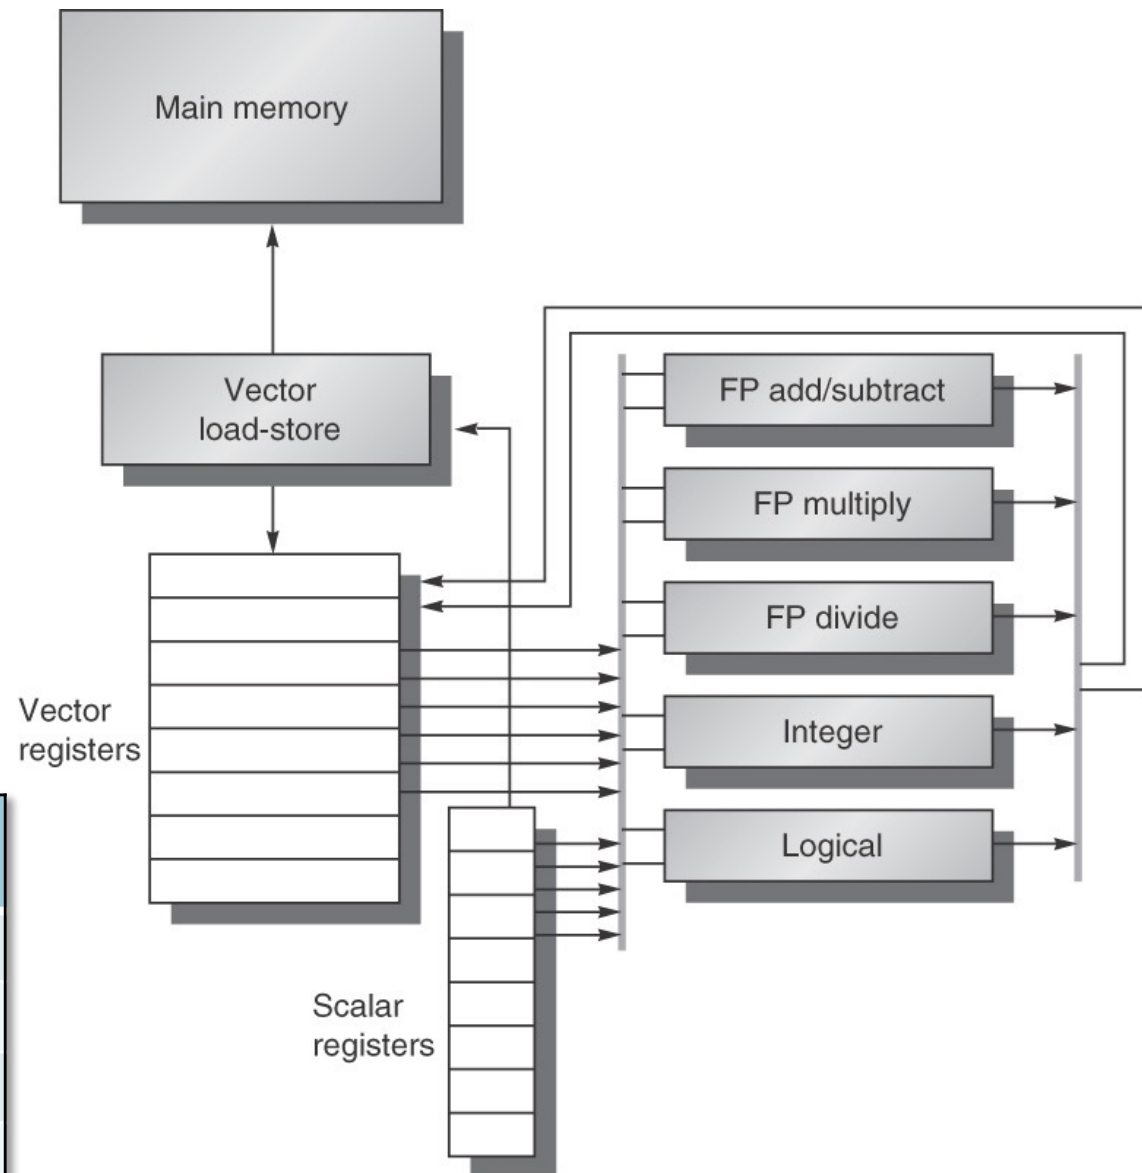 Main memory
Vector
load-store
FP add/subtract
FP multiply
FP divide
Integer
Logical
Vector
registers
Scalar
registers